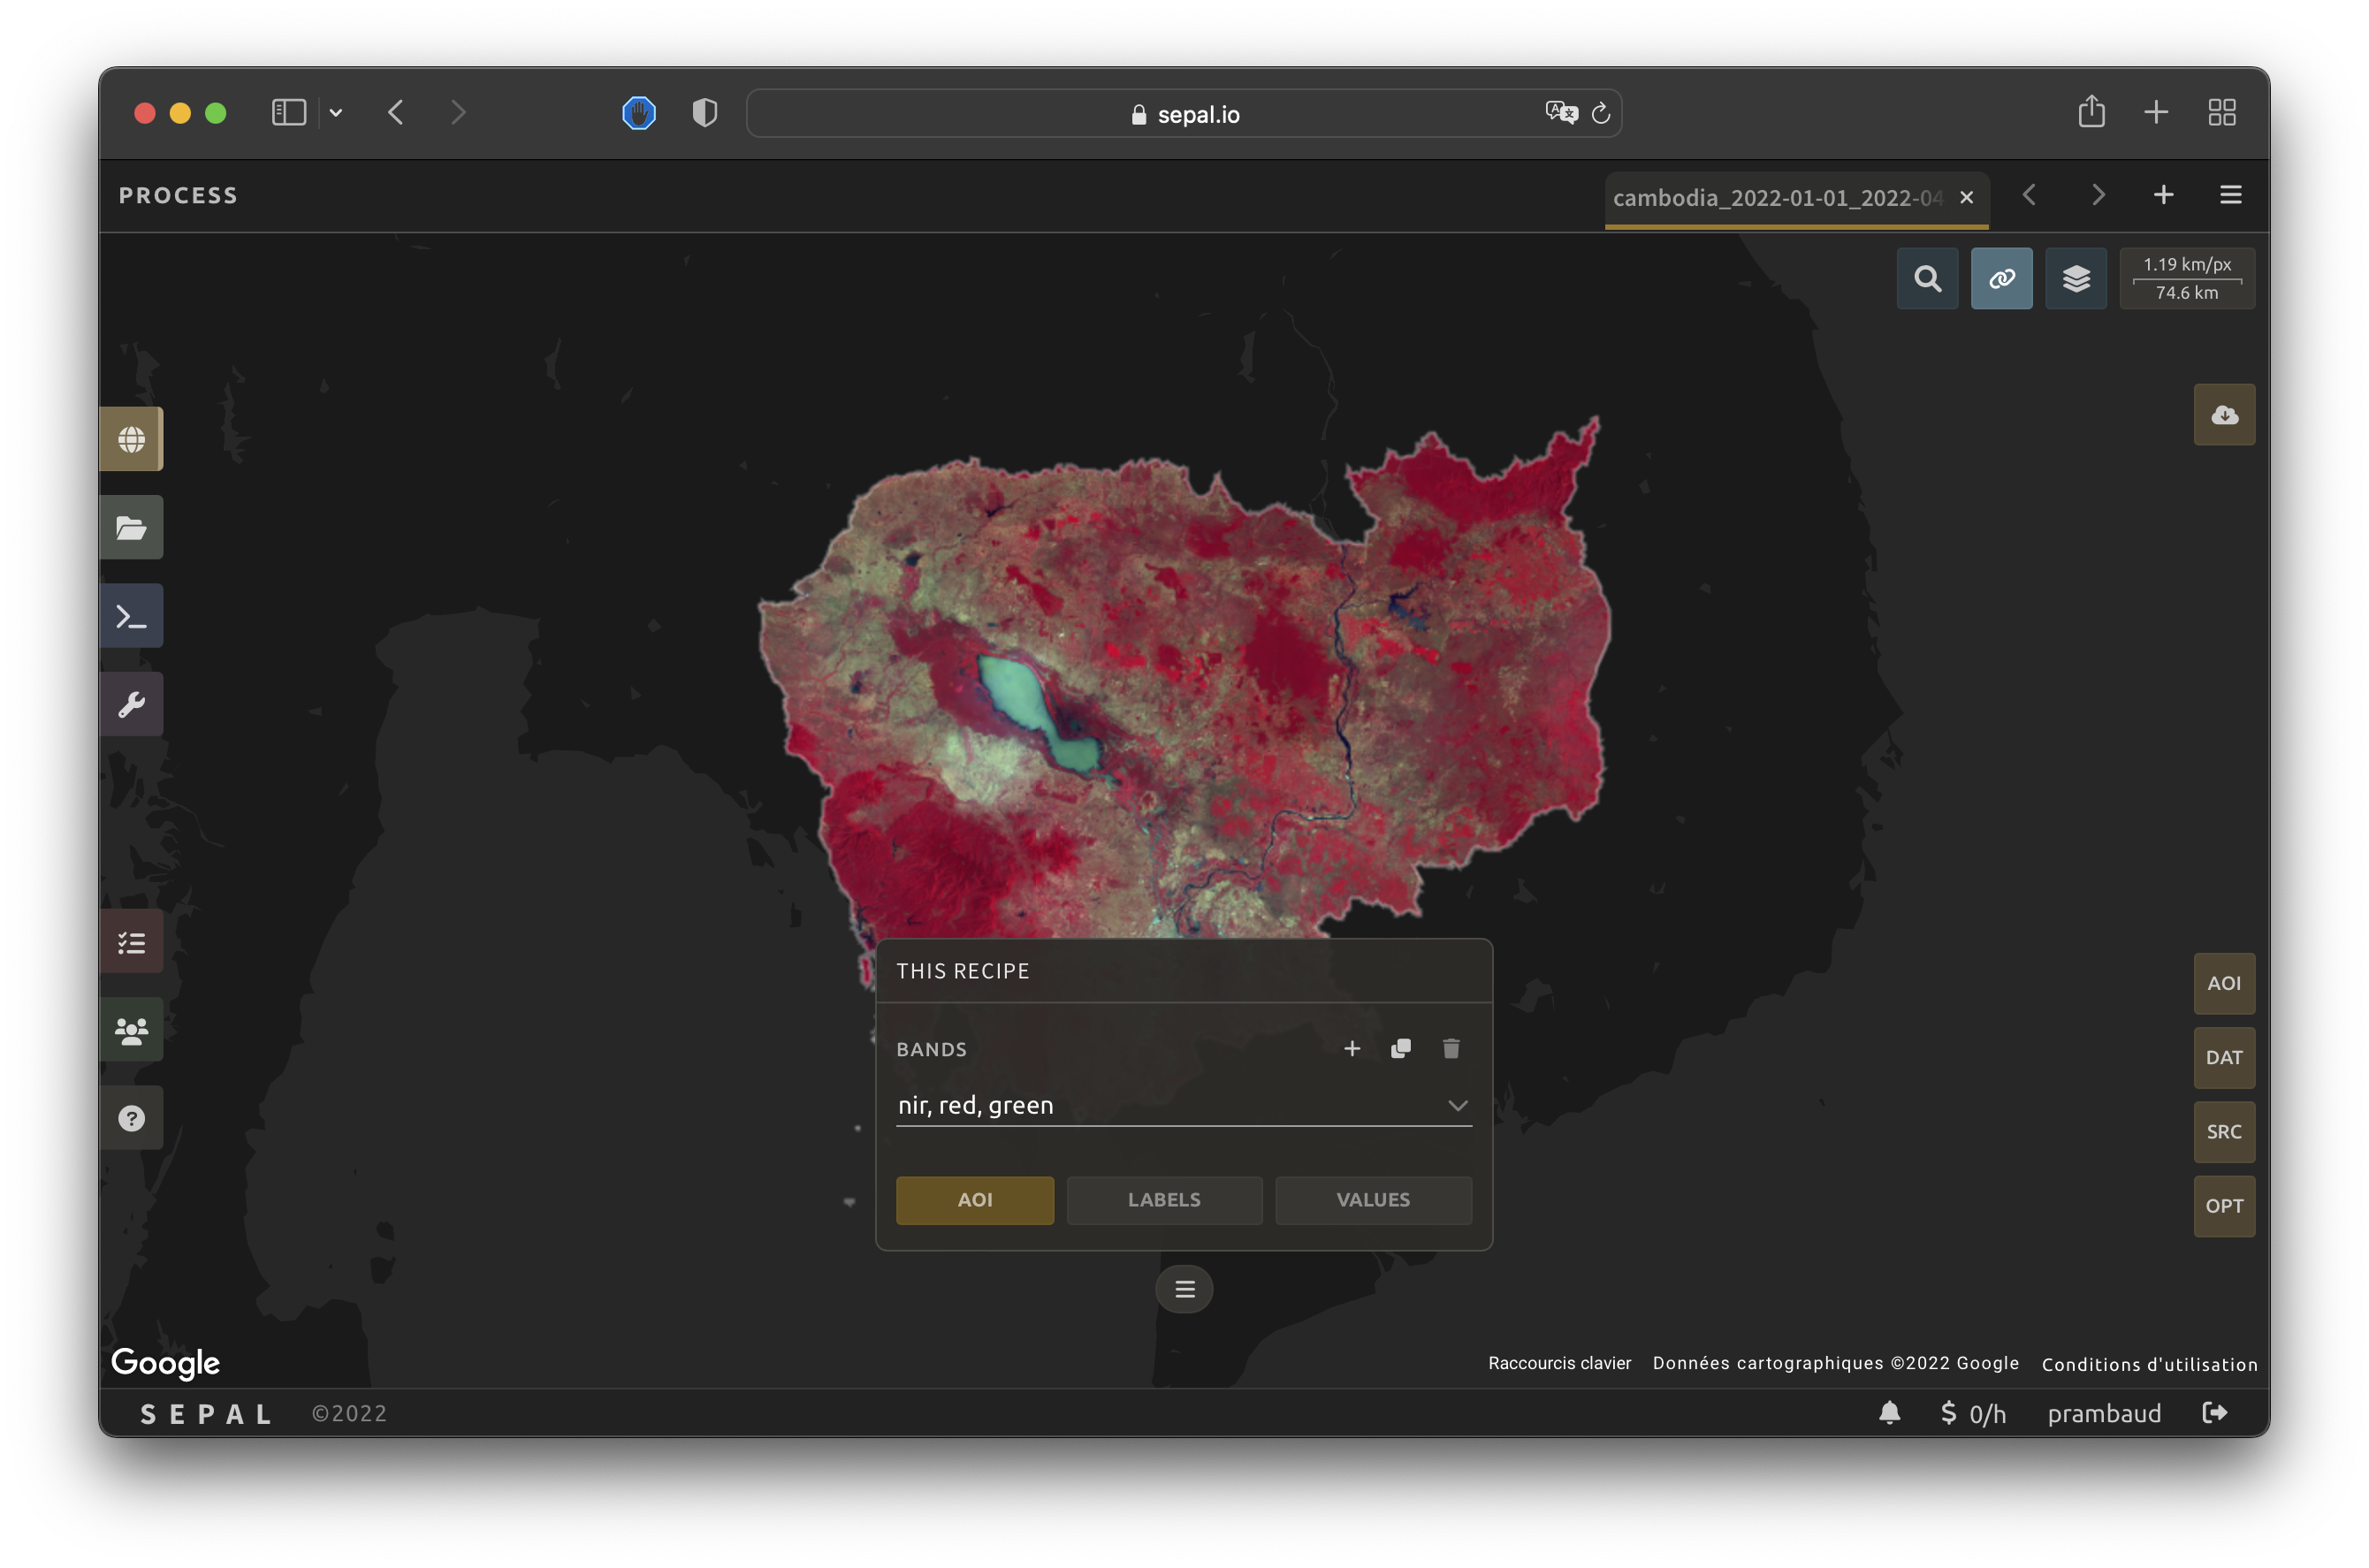 sepal.io
PROCESS
cambodia_2022-01-01_2022-04
1.19 km/px
74.6 km
THIS RECIPE
BANDS
nir, red, green
AOI
LABELS
VALUES
AOI
DAT
SRC
OPT
Google
Raccourcis clavier
Données cartographiques ©2022 Google
Conditions d'utilisation
SEPAL
©2022
$ 0/h
prambaud